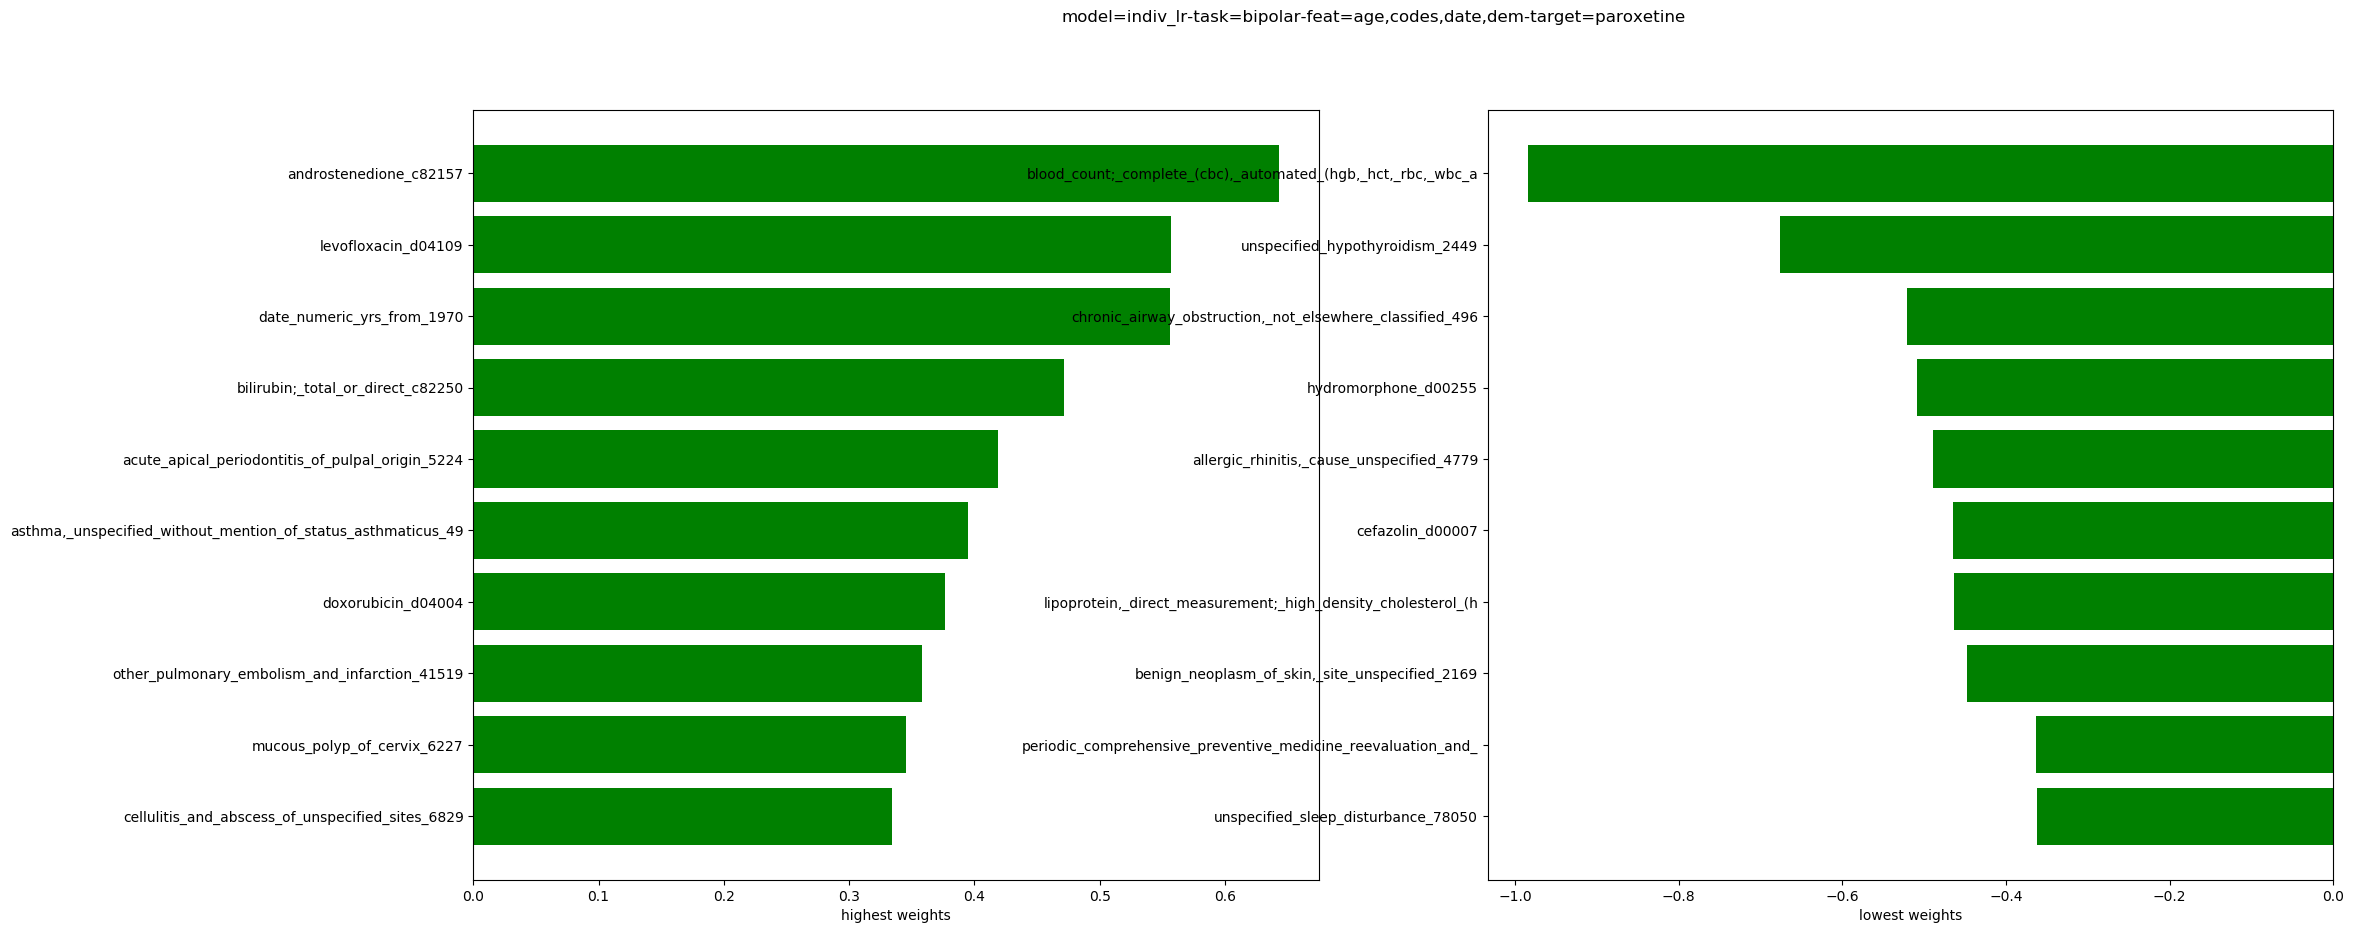 model=indiv_lr-task=bipolar-feat=age,codes,date,dem-target=paroxetine
androstenedione_c82157
levofloxacin_d04109
date_numeric_yrs_from_1970
bilirubin;_total_or_direct_c82250
acute_apical_periodontitis_of_pulpal_origin_5224
asthma,_unspecified_without_mention_of_status_asthmaticus_49
doxorubicin_d04004
other_pulmonary_embolism_and_infarction_41519
mucous_polyp_of_cervix_6227
cellulitis_and_abscess_of_unspecified_sites_6829
0.0 0.1 0.2 0.3 0.4 0.5 0.6
highest weights
blood_count;_complete_(cbc),_automated_(hgb,_hct,_rbc,_wbc_a
unspecified_hypothyroidism_2449
chronic_airway_obstruction,_not_elsewhere_classified_496
hydromorphone_d00255
allergic_rhinitis,_cause_unspecified_4779
cefazolin_d00007
lipoprotein,_direct_measurement;_high_density_cholesterol_(h
benign_neoplasm_of_skin,_site_unspecified_2169
periodic_comprehensive_preventive_medicine_reevaluation_and_
unspecified_sleep_disturbance_78050
−1.0 −0.8 −0.6 −0.4 −0.2 0.0
lowest weights